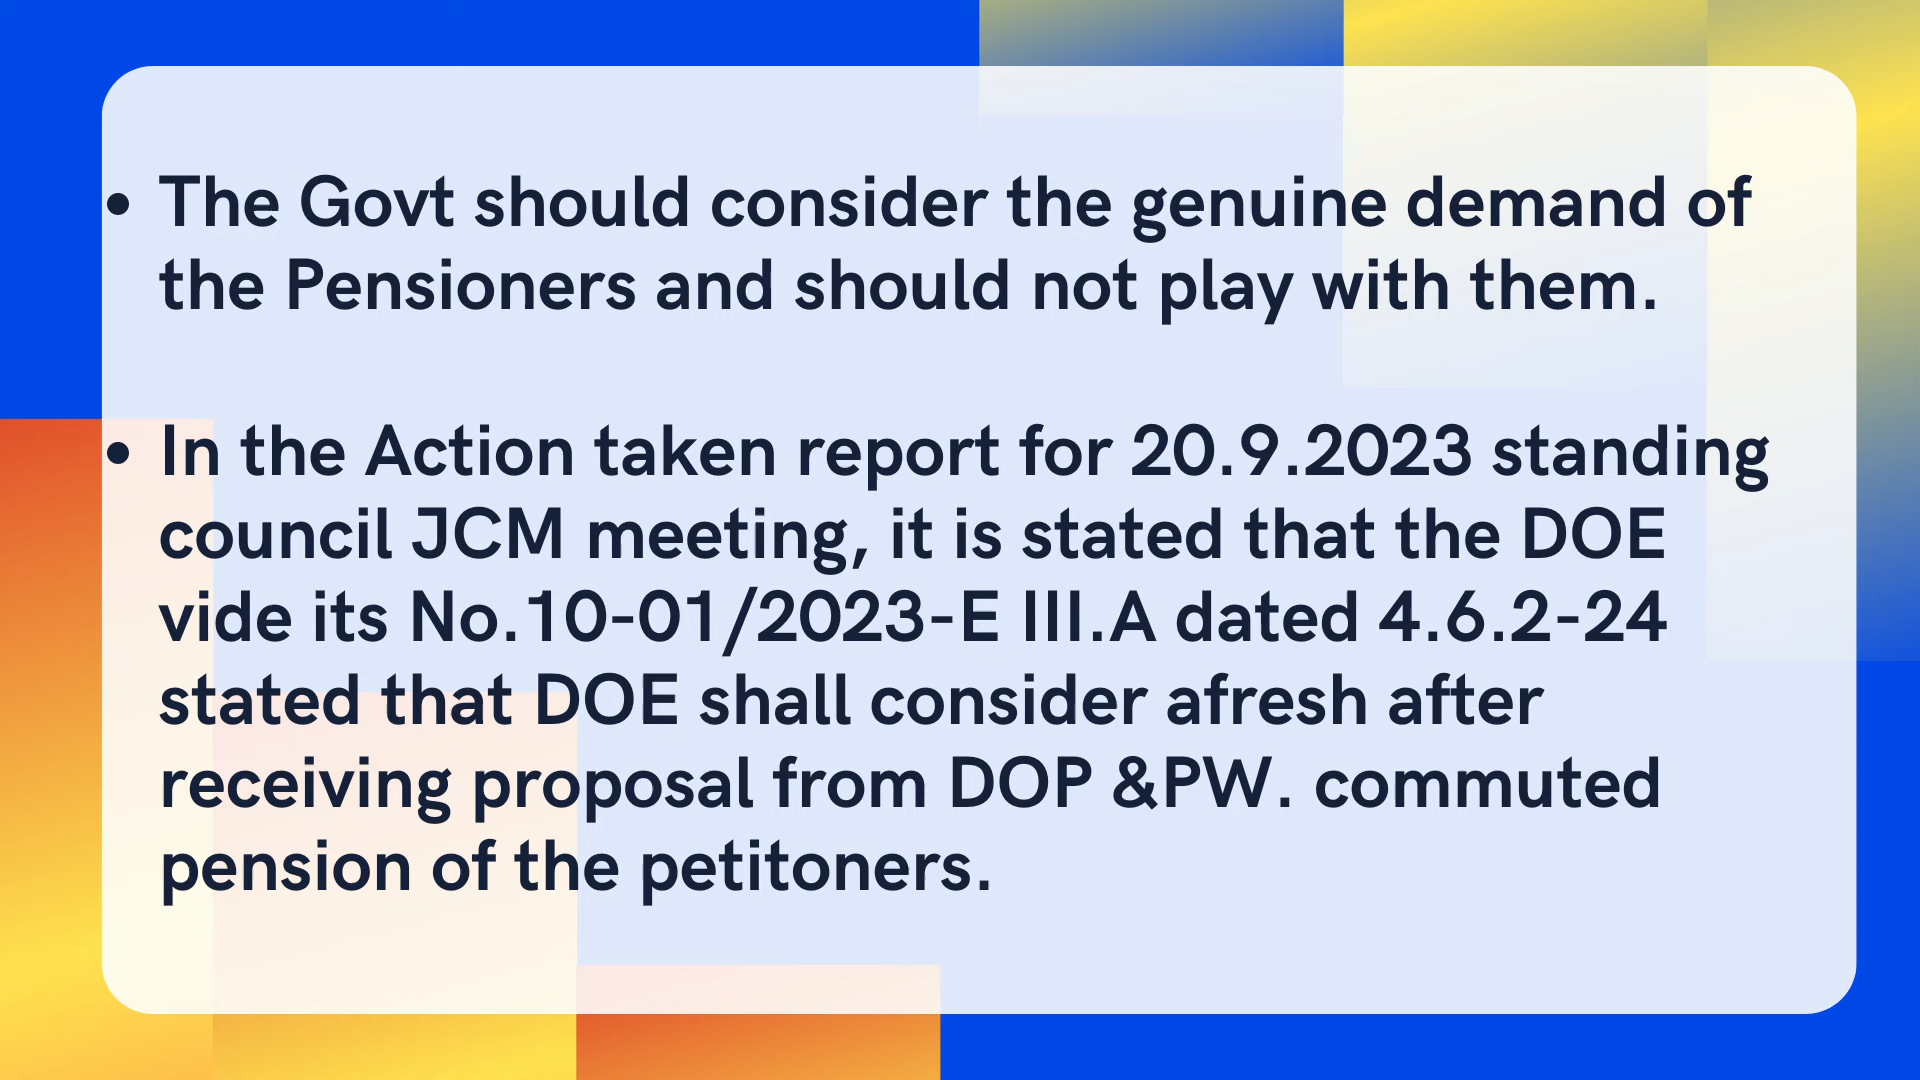 • The Govt should consider the genuine demand of
the Pensioners and should not play with them.
• In the Action taken report for 20.9.2023 standing
council JCM meeting, it is stated that the DOE
vide its No.10-01/2023-E III.A dated 4.6.2-24
stated that DOE shall consider afresh after
receiving proposal from DOP &PW. commuted
pension of the petitoners.